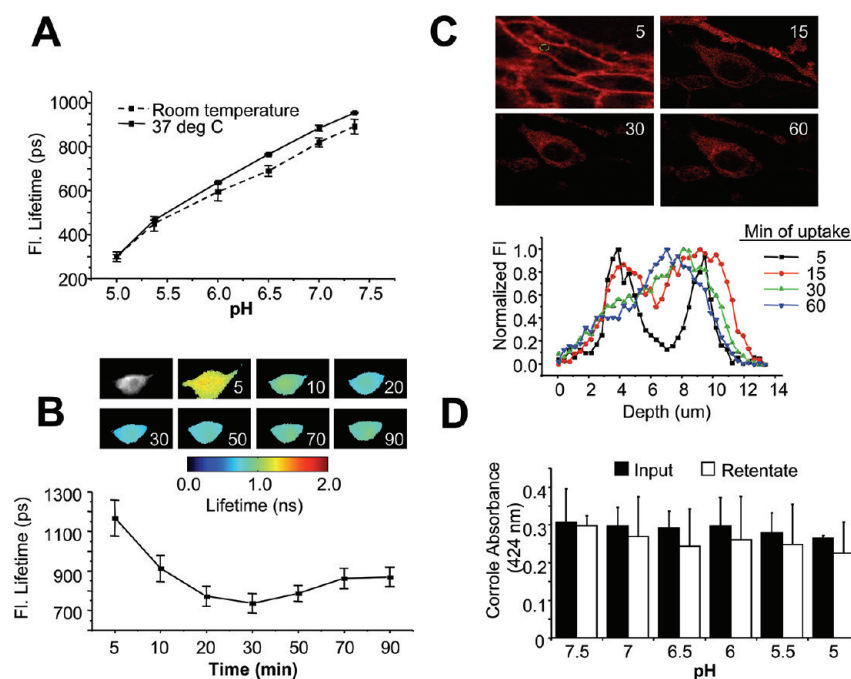 A
Fl. Lifetime (ps)
1000
800
600
400
200
Room temperature
37 deg C
5.0 5.5 6.0 6.5 7.0 7.5
pH
B
5
10
20
30
50
70
90
0.0 1.0 2.0
Lifetime (ns)
Fl. Lifetime (ps)
1300
1100
900
700
5 10 20 30 50 70 90
Time (min)
C
5
15
30
60
Min of uptake
5
15
30
60
Normalized FI
1.0
0.8
0.6
0.4
0.2
0.0
0 2 4 6 8 10 12 14
Depth (um)
D
Input
Retentate
Corrole Absorbance
(424 nm)
0.4
0.3
0.2
0.1
0
7.5 7 6.5 6 5.5 5
pH